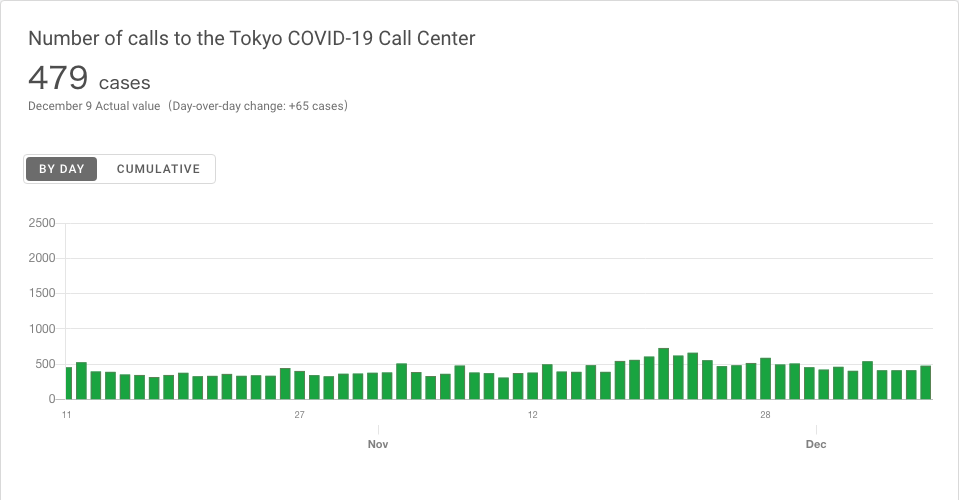 Number of calls to the Tokyo COVID-19 Call Center
479 cases
December 9 Actual value (Day-over-day change: +65 cases)
BY DAY CUMULATIVE
2500
2000
1500
1000
500
0
11 27 12 28
Nov Dec